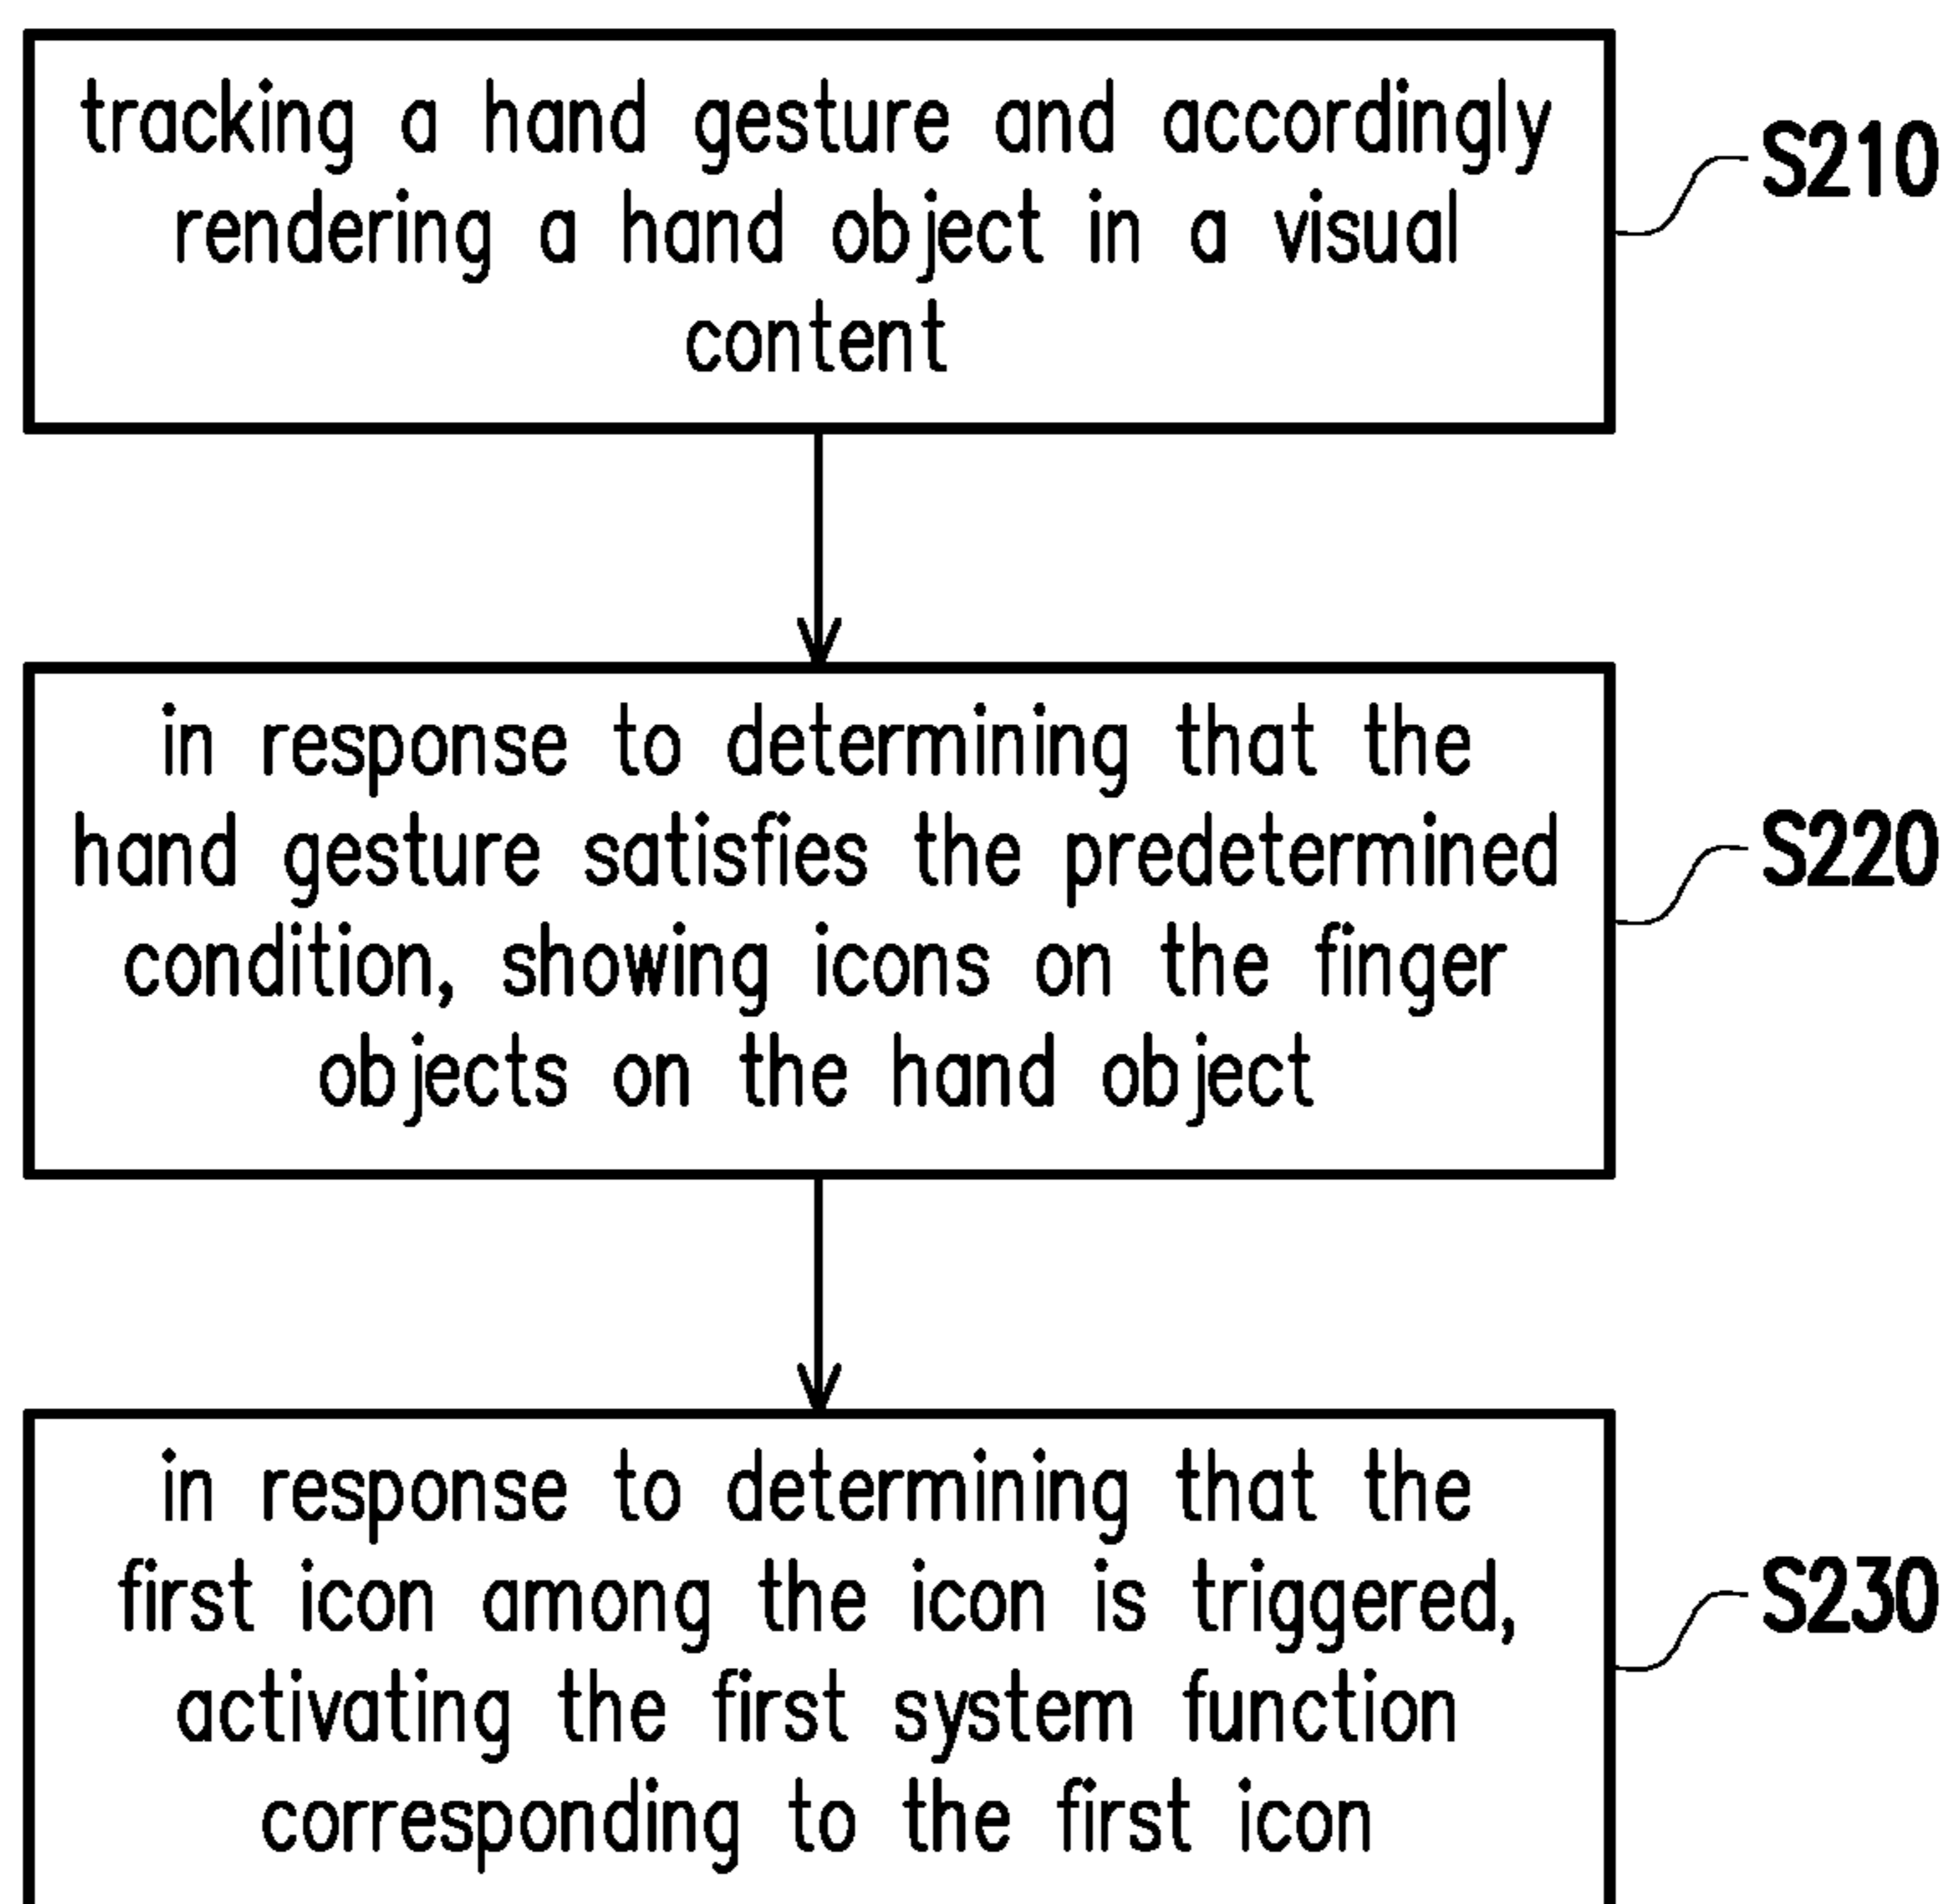 tracking a hand gesture and accordingly
rendering a hand object in a visual
content
S210
in response to determining that the
hand gesture satisfies the predetermined
condition, showing icons on the finger
objects on the hand object
S220
in response to determining that the
first icon among the icon is triggered,
activating the first system function
corresponding to the first icon
S230